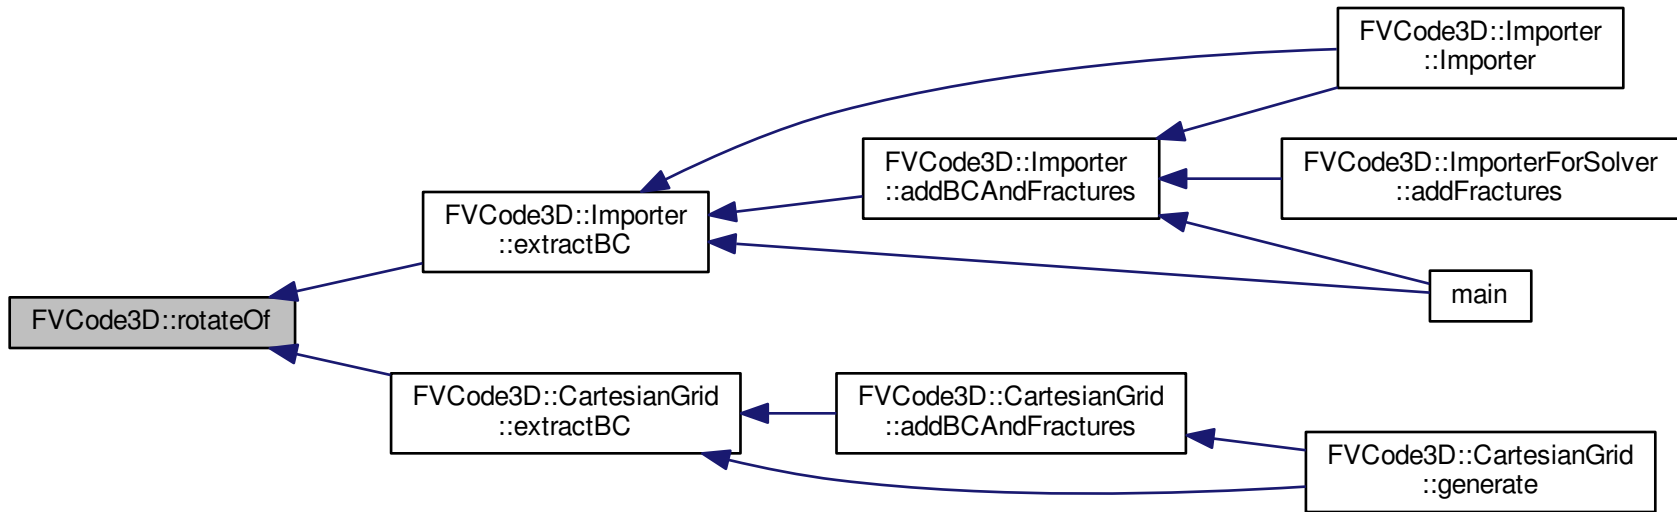 FVCode3D::Importer
::Importer
FVCode3D::Importer
::addBCAndFractures
FVCode3D::ImporterForSolver
::addFractures
FVCode3D::Importer
::extractBC
main
FVCode3D::rotateOf
FVCode3D::CartesianGrid
::extractBC
FVCode3D::CartesianGrid
::addBCAndFractures
FVCode3D::CartesianGrid
::generate